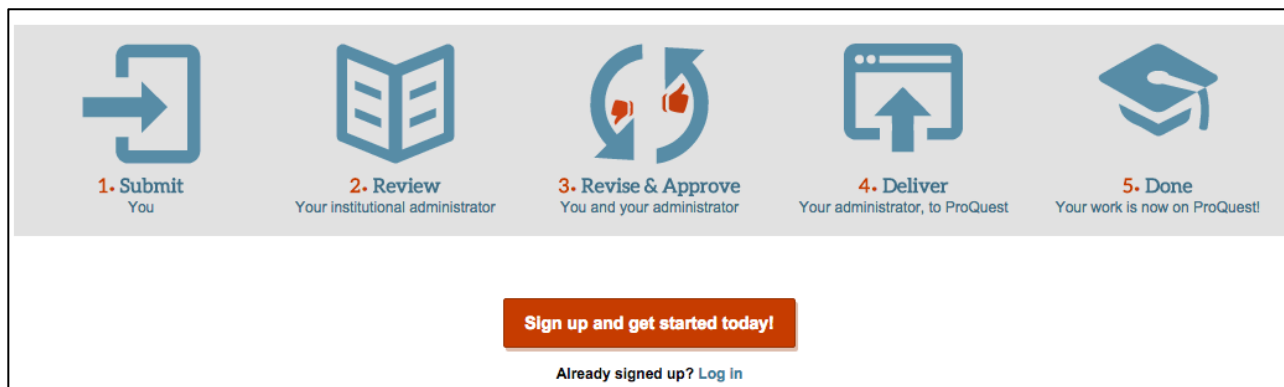 1. Submit
You
2. Review
Your institutional administrator
3. Revise & Approve
You and your administrator
4. Deliver
Your administrator, to ProQuest
5. Done
Your work is now on ProQuest!
Sign up and get started today!
Already signed up? Log in